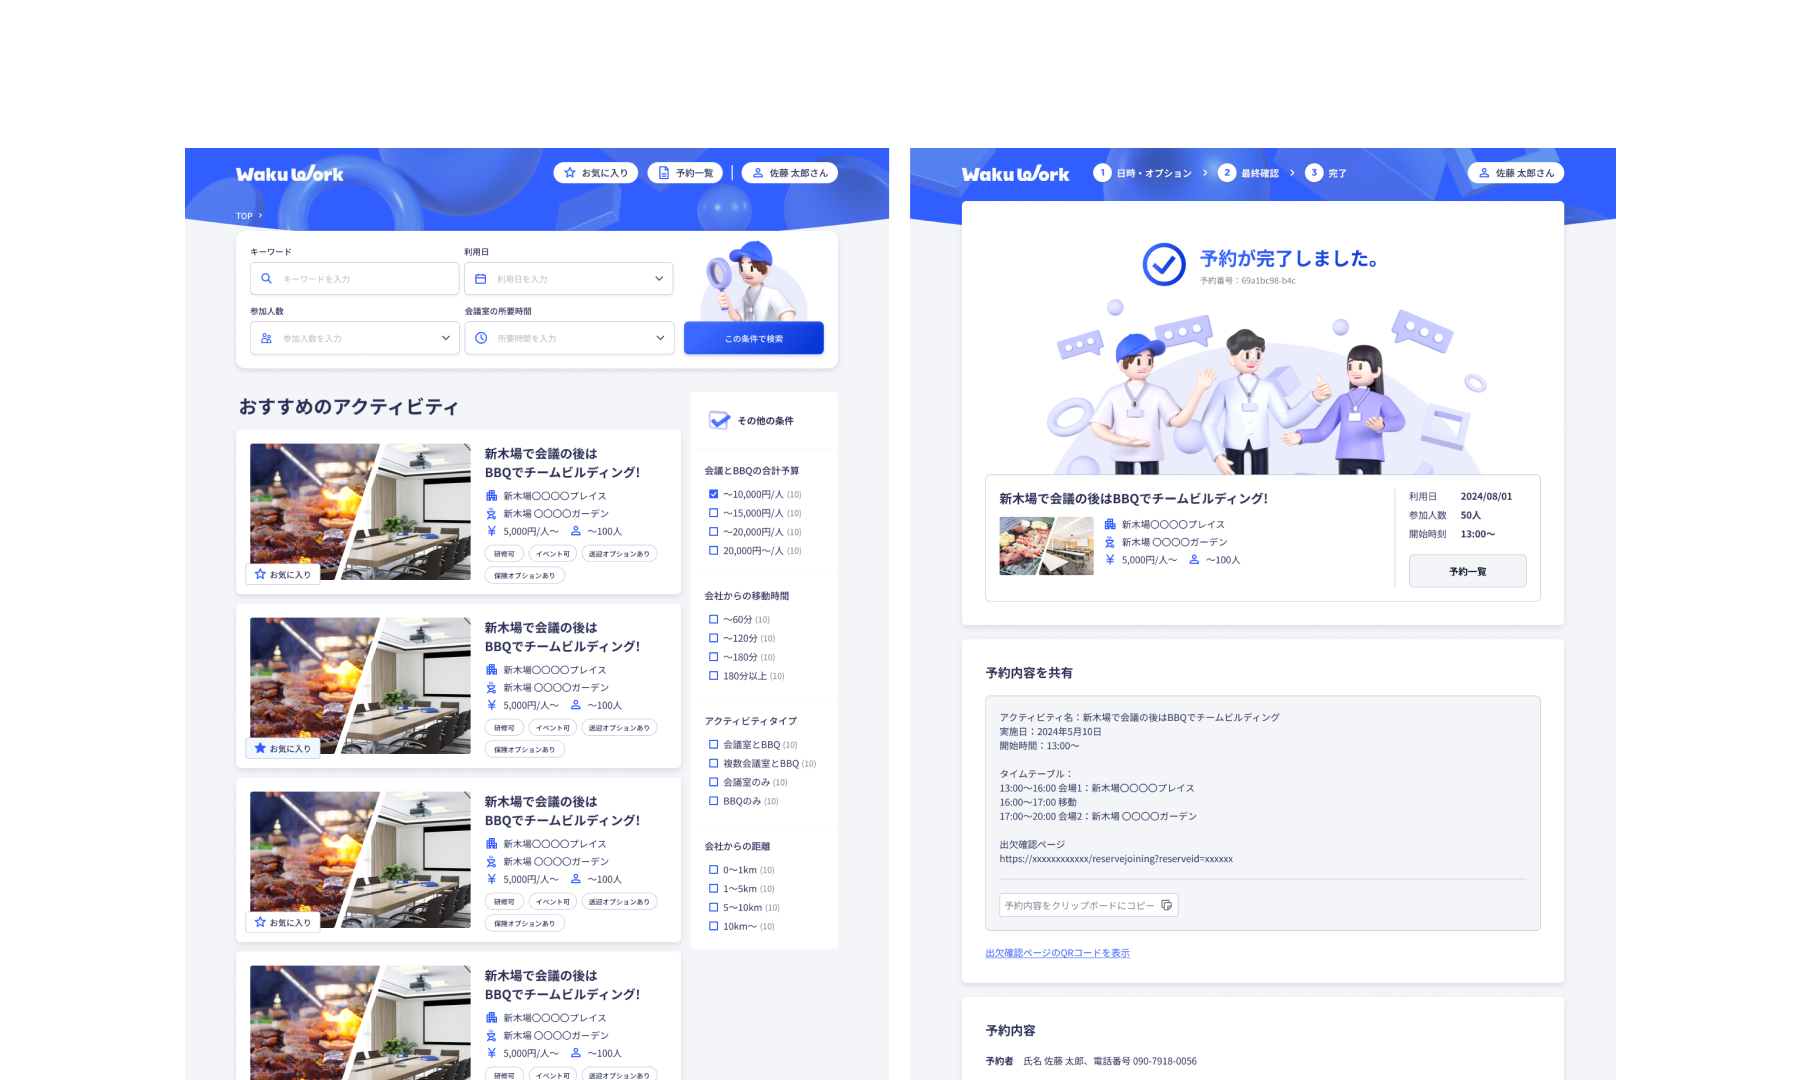 Waku Work
お気に入り
予約一覧
佐藤 太郎さん
TOP
キーワード
キーワードを入力
利用日
利用日を入力
参加人数
参加人数を入力
会議室の所要時間
所要時間を入力
この条件で検索
おすすめのアクティビティ
新木場で会議の後は
BBQでチームビルディング!
新木場〇〇〇〇プレイス
新木場 〇〇〇〇ガーデン
5,000円/人〜 〜100人
研修可 イベント可 送迎オプションあり
保険オプションあり
お気に入り
新木場で会議の後は
BBQでチームビルディング!
新木場〇〇〇〇プレイス
新木場 〇〇〇〇ガーデン
5,000円/人〜 〜100人
研修可 イベント可 送迎オプションあり
保険オプションあり
お気に入り
新木場で会議の後は
BBQでチームビルディング!
新木場〇〇〇〇プレイス
新木場 〇〇〇〇ガーデン
5,000円/人〜 〜100人
研修可 イベント可 送迎オプションあり
保険オプションあり
お気に入り
新木場で会議の後は
BBQでチームビルディング!
新木場〇〇〇〇プレイス
新木場 〇〇〇〇ガーデン
5,000円/人〜 〜100人
研修可 イベント可 送迎オプションあり
その他の条件
会議とBBQの合計予算
〜10,000円/人 (10)
〜15,000円/人 (10)
〜20,000円/人 (10)
20,000円〜/人 (10)
会社からの移動時間
〜60分 (10)
〜120分 (10)
〜180分 (10)
180分以上 (10)
アクティビティタイプ
会議室とBBQ (10)
複数会議室とBBQ (10)
会議室のみ (10)
BBQのみ (10)
会社からの距離
0〜1km (10)
1〜5km (10)
5〜10km (10)
10km〜 (10)
Waku Work
1 日時・オプション
2 最終確認
3 完了
佐藤 太郎さん
予約が完了しました。
予約番号：69a1bc98-b4c
新木場で会議の後はBBQでチームビルディング!
新木場〇〇〇〇プレイス
新木場 〇〇〇〇ガーデン
5,000円/人〜 〜100人
利用日 2024/08/01
参加人数 50人
開始時刻 13:00〜
予約一覧
予約内容を共有
アクティビティ名：新木場で会議の後はBBQでチームビルディング
実施日：2024年5月10日
開始時間：13:00〜
タイムテーブル：
13:00〜16:00 会場1：新木場〇〇〇〇プレイス
16:00〜17:00 移動
17:00〜20:00 会場2：新木場 〇〇〇〇ガーデン
出欠確認ページ
https://xxxxxxxxxxxx/reservejoining?reserveid=xxxxxx
予約内容をクリップボードにコピー
出欠確認ページのQRコードを表示
予約内容
予約者 氏名 佐藤 太郎、電話番号 090-7918-0056